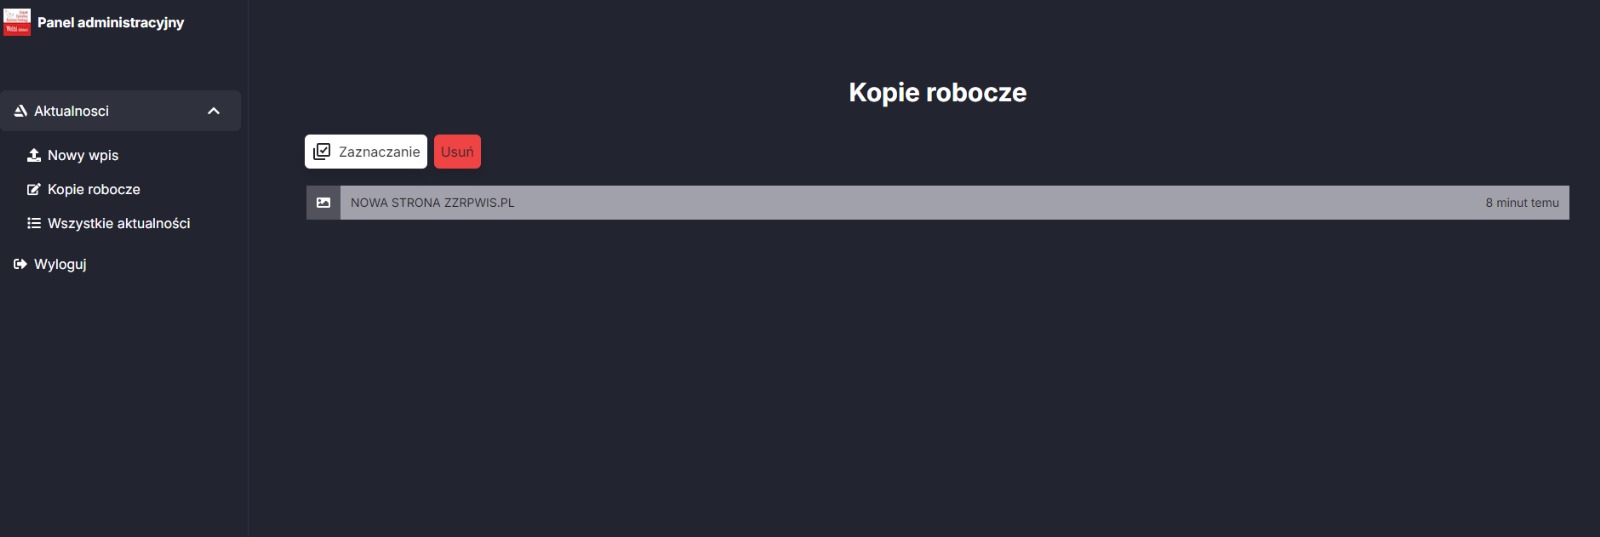 Panel administracyjny
Aktualnosci
Nowy wpis
Kopie robocze
Wszystkie aktualności
Wyloguj
Kopie robocze
Zaznaczanie
Usuń
NOWA STRONA ZZRPWIS.PL
8 minut temu